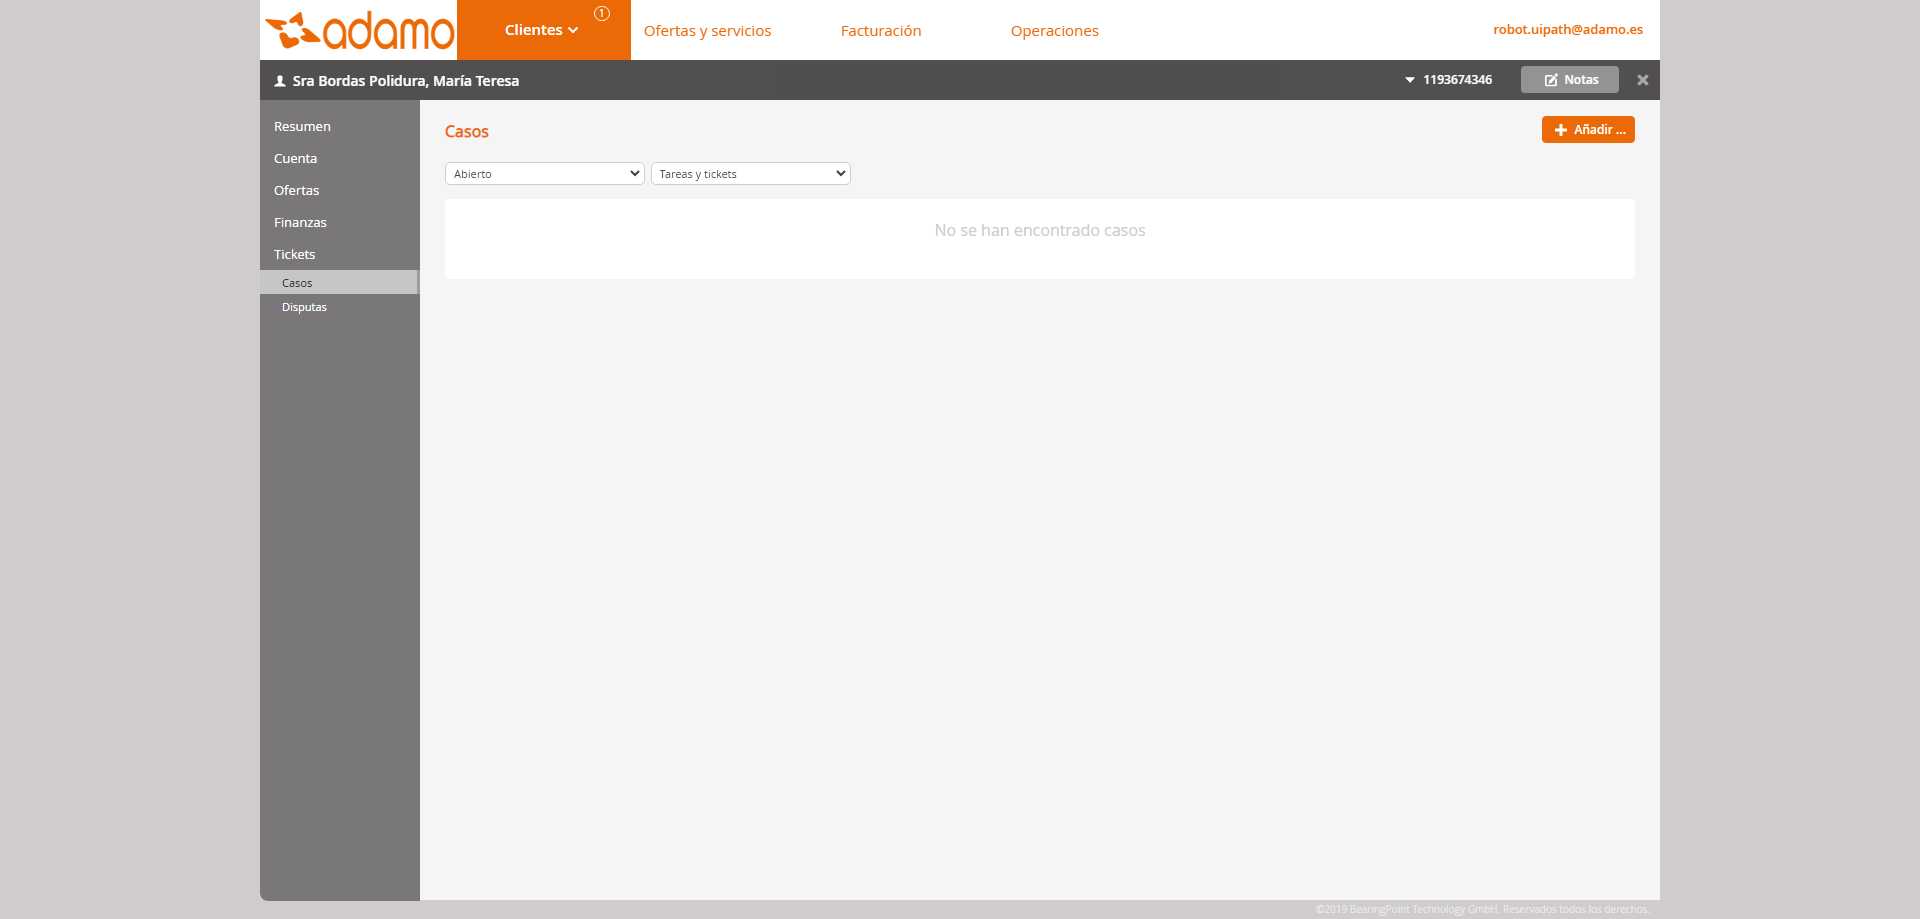 adamo
Clientes
1
Ofertas y servicios
Facturación
Operaciones
robot.uipath@adamo.es
Sra Bordas Polidura, María Teresa
1193674346
Notas
Resumen
Cuenta
Ofertas
Finanzas
Tickets
Casos
Disputas
Casos
Añadir ...
Abierto
Tareas y tickets
No se han encontrado casos
©2019 BearingPoint Technology GmbH. Reservados todos los derechos.